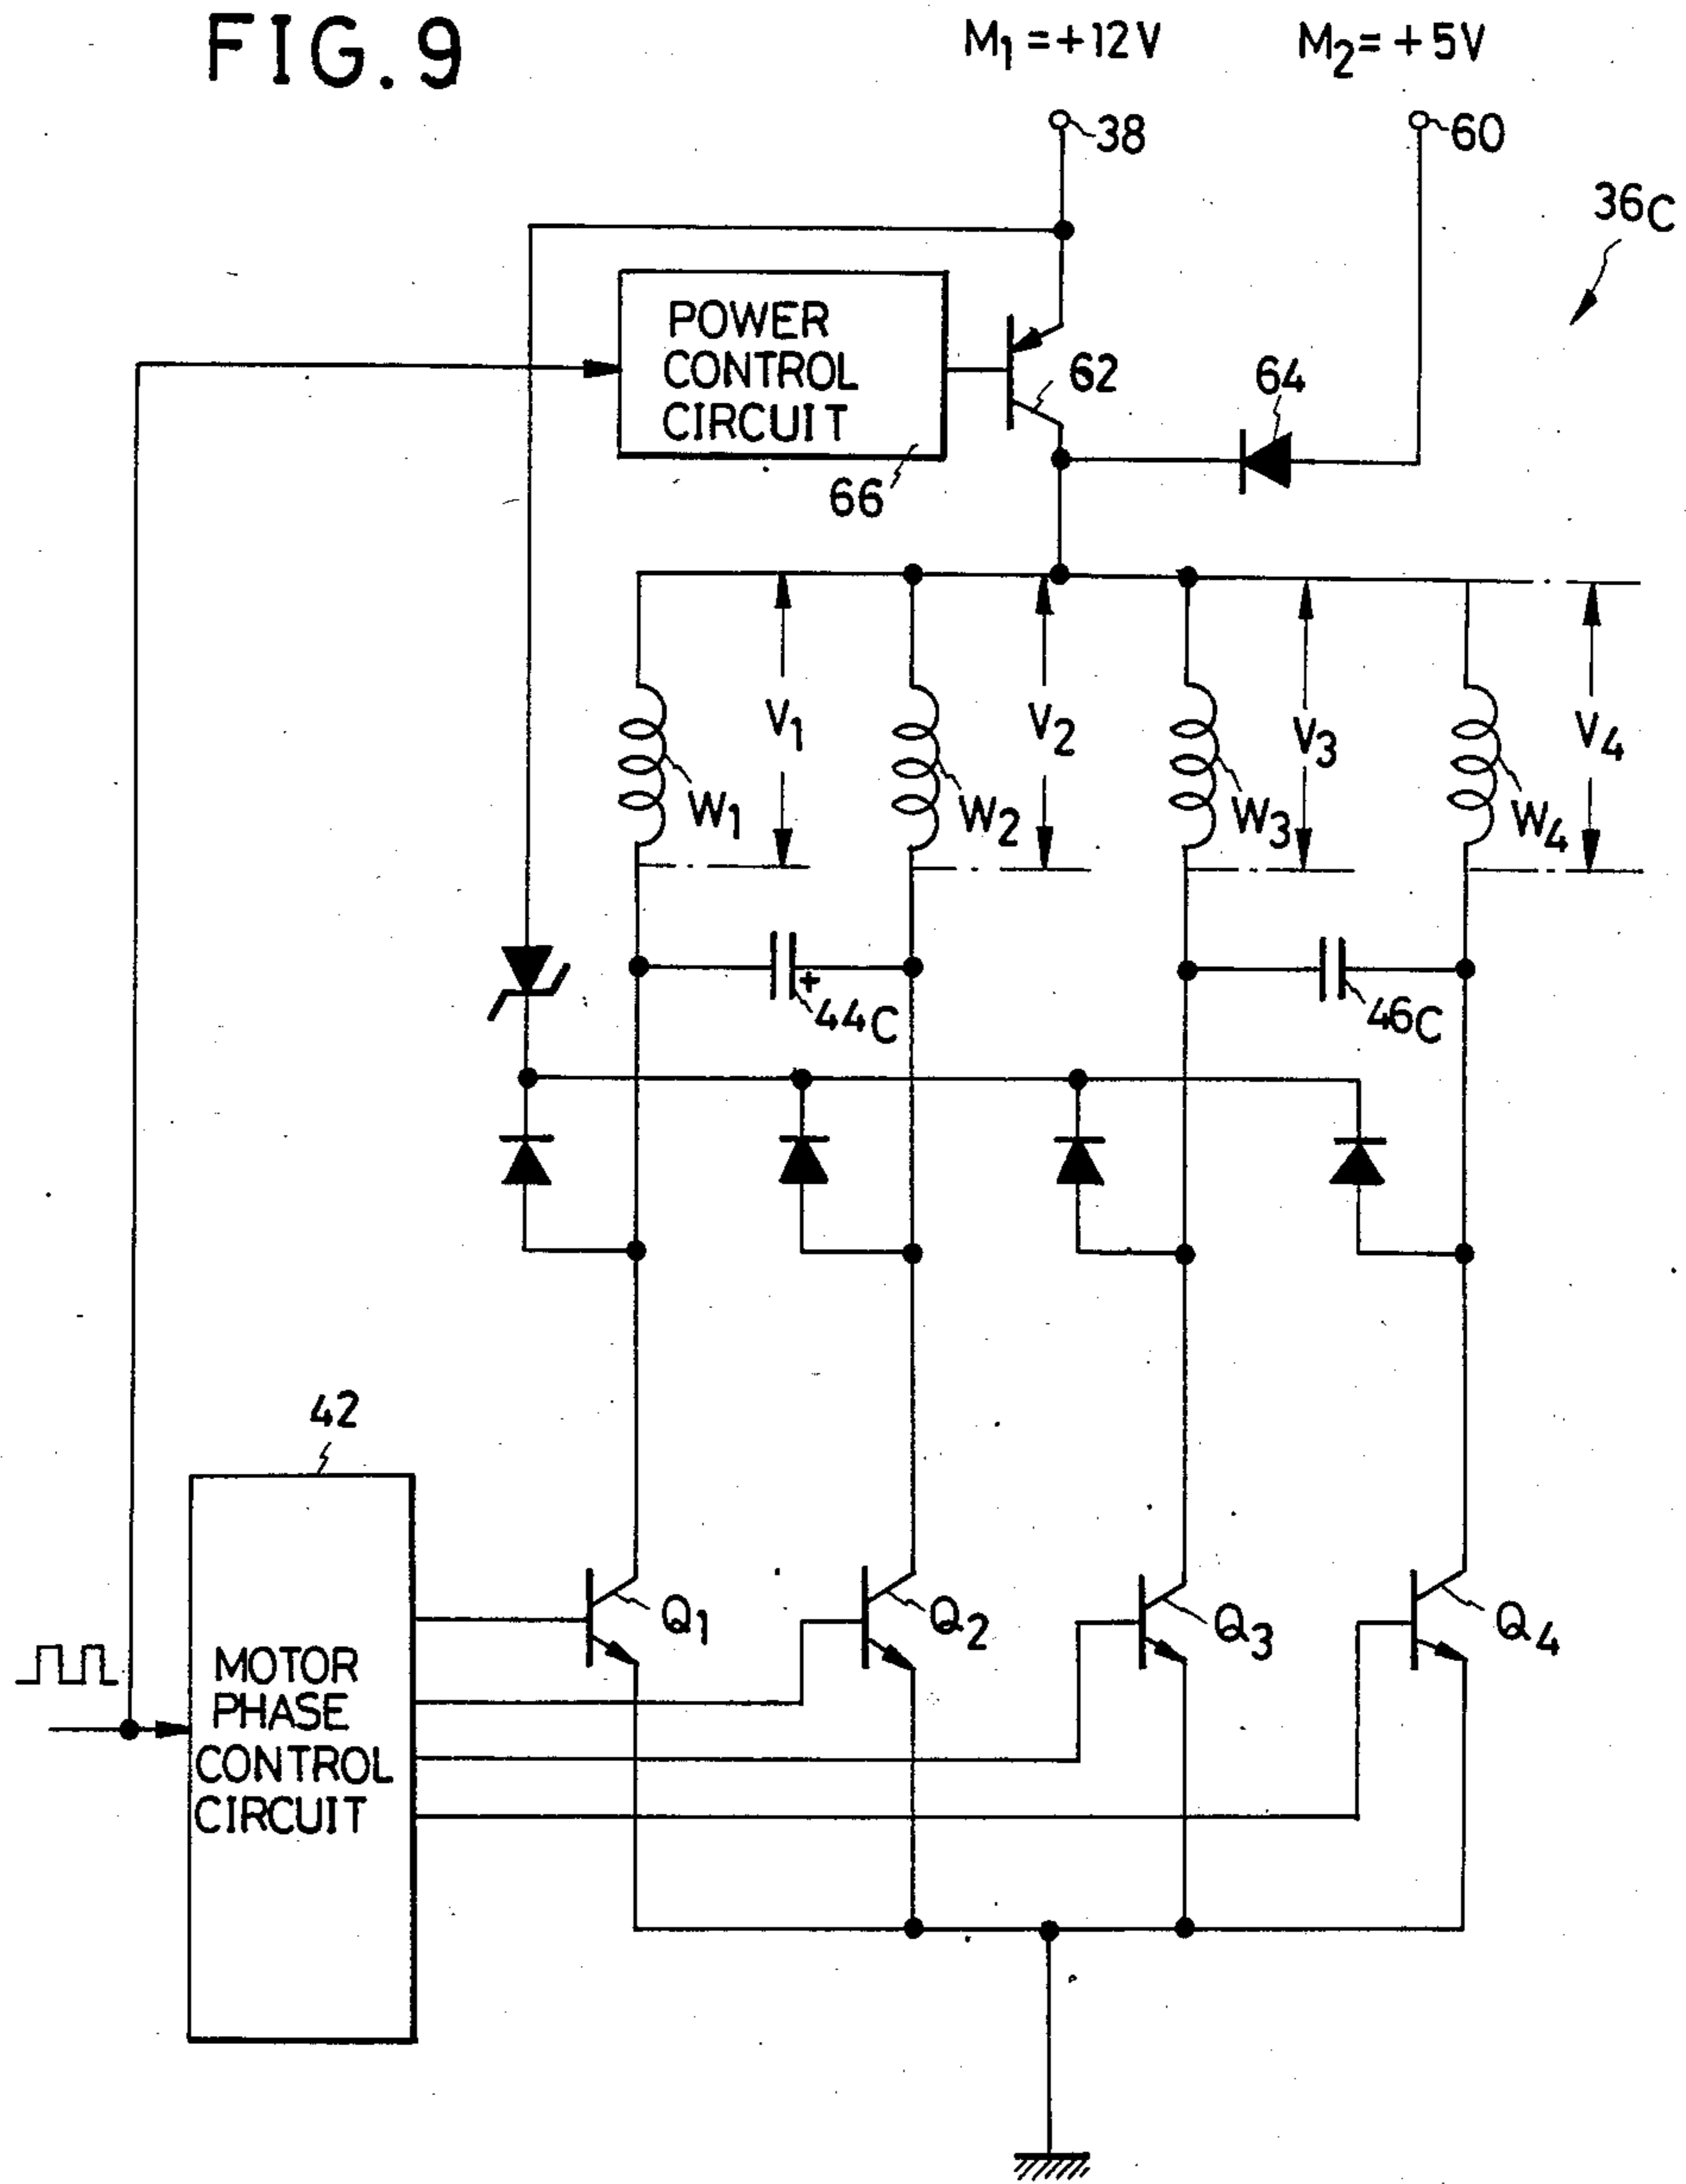 FIG. 9
M1 = +12V
M2 = +5V
38
60
36C
POWER
CONTROL
CIRCUIT
62
64
66
V1
V2
V3
V4
W1
W2
W3
W4
+
44C
46C
42
Q1
Q2
Q3
Q4
MOTOR
PHASE
CONTROL
CIRCUIT